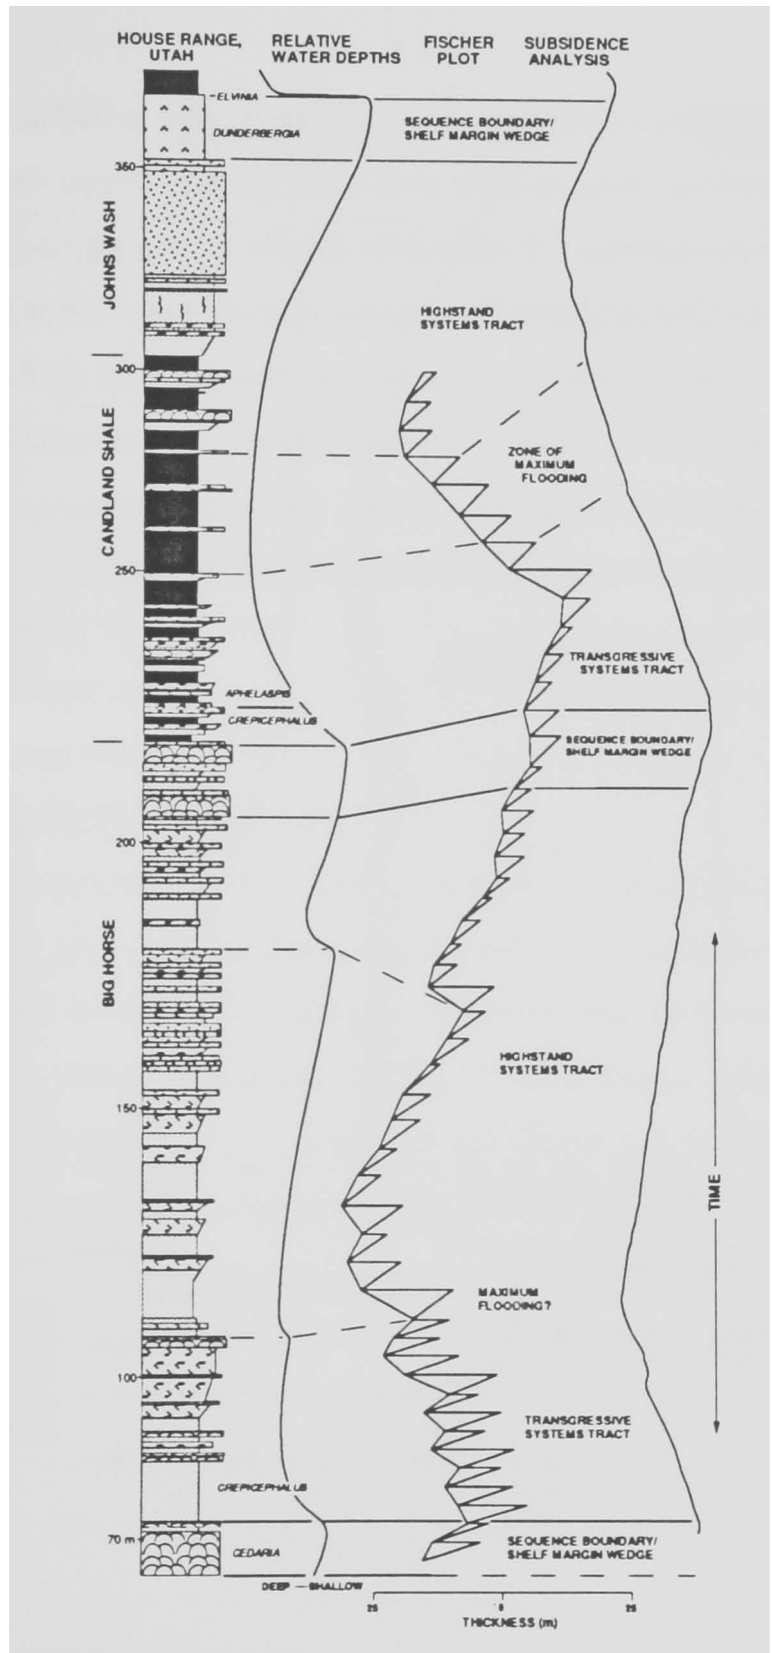 HOUSE RANGE,
UTAH
RELATIVE
WATER DEPTHS
FISCHER
PLOT
SUBSIDENCE
ANALYSIS
ELVINIA
DUNDERBERGIA
SEQUENCE BOUNDARY/
SHELF MARGIN WEDGE
350
JOHNS WASH
HIGHSTAND
SYSTEMS TRACT
300
CANDLAND SHALE
ZONE OF
MAXIMUM
FLOODING
250
TRANSGRESSIVE
SYSTEMS TRACT
APHELASPIS
CREPICEPHALUS
SEQUENCE BOUNDARY/
SHELF MARGIN WEDGE
200
BIG HORSE
HIGHSTAND
SYSTEMS TRACT
150
TIME
MAXIMUM
FLOODING?
100
TRANSGRESSIVE
SYSTEMS TRACT
CREPICEPHALUS
70 m
CEDARIA
SEQUENCE BOUNDARY/
SHELF MARGIN WEDGE
DEEP — SHALLOW
25 0 25
THICKNESS (m)